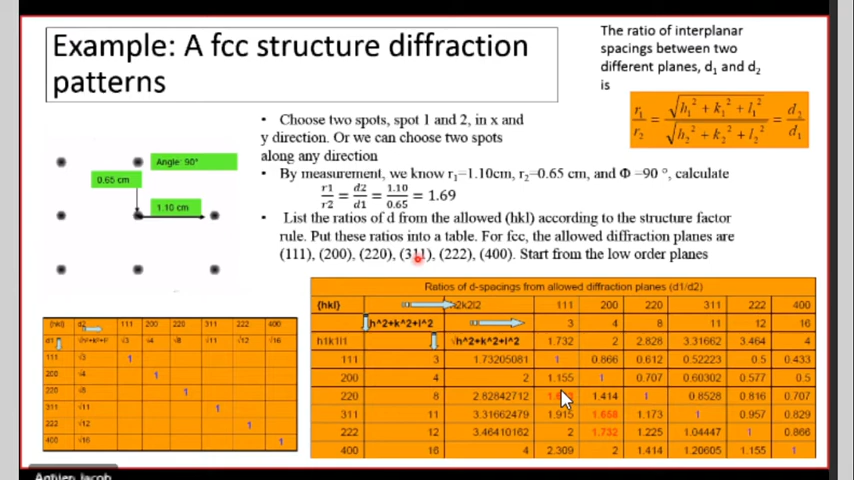 Example: A fcc structure diffraction
patterns
The ratio of interplanar
spacings between two
different planes, d1 and d2
is
r1/r2 = √(h1²+k1²+l1²) / √(h2²+k2²+l2²) = d2/d1
Angle: 90°
0.65 cm
1.10 cm
• Choose two spots, spot 1 and 2, in x and
y direction. Or we can choose two spots
along any direction
• By measurement, we know r1=1.10cm, r2=0.65 cm, and Φ =90 °, calculate
r1/r2 = d2/d1 = 1.10/0.65 = 1.69
• List the ratios of d from the allowed (hkl) according to the structure factor
rule. Put these ratios into a table. For fcc, the allowed diffraction planes are
(111), (200), (220), (311), (222), (400). Start from the low order planes
{hkl} d2 111 200 220 311 222 400
d1 √h²+k²+l² √3 √4 √8 √11 √12 √16
111 √3 1
200 √4 1
220 √8 1
311 √11 1
222 √12 1
400 √16 1
Ratios of d-spacings from allowed diffraction planes (d1/d2)
{hkl} h2k2l2 111 200 220 311 222 400
h^2+k^2+l^2 3 4 8 11 12 16
h1k1l1 √h^2+k^2+l^2 1.732 2 2.828 3.31662 3.464 4
111 3 1.73205081 1 0.866 0.612 0.52223 0.5 0.433
200 4 2 1.155 1 0.707 0.60302 0.577 0.5
220 8 2.82842712 1.414 1 0.8528 0.816 0.707
311 11 3.31662479 1.915 1.658 1.173 1 0.957 0.829
222 12 3.46410162 2 1.732 1.225 1.04447 1 0.866
400 16 4 2.309 2 1.414 1.20605 1.155 1